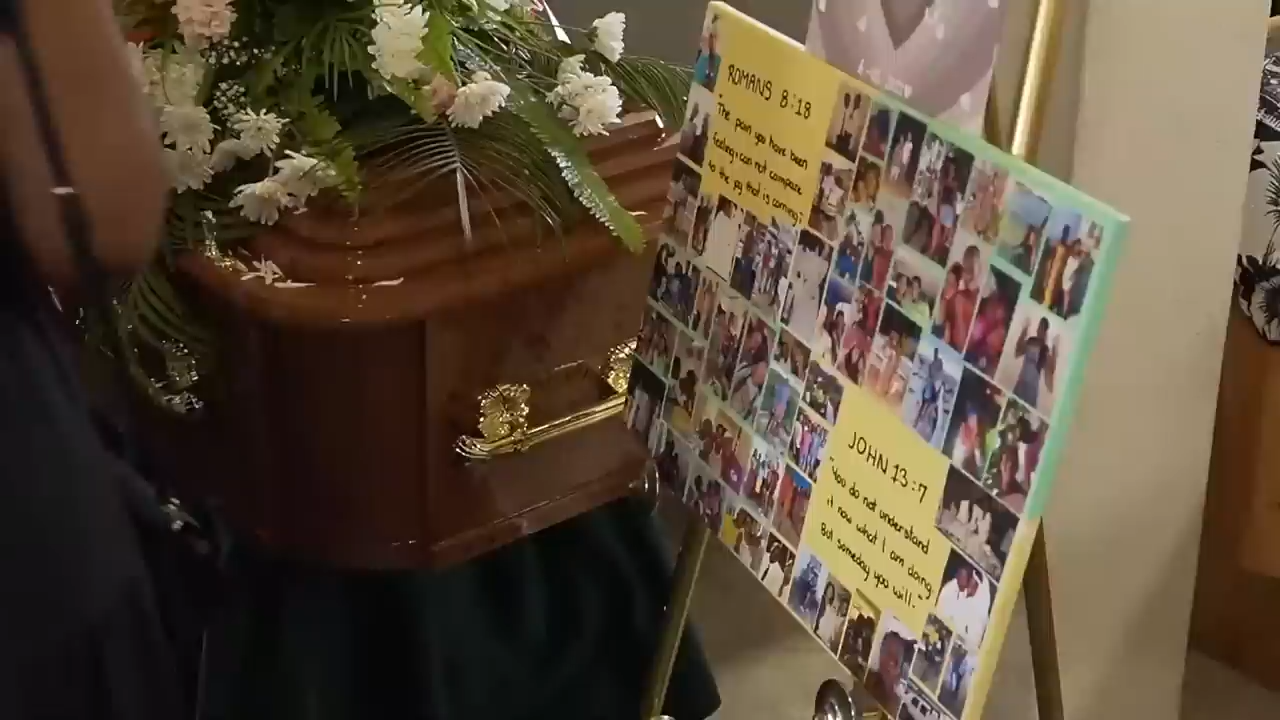 ROMANS 8:18
"The pain you have been
feeling, can not compare
to the joy that is coming."
JOHN 13:7
"You do not understand
it now what I am doing
But someday you will."